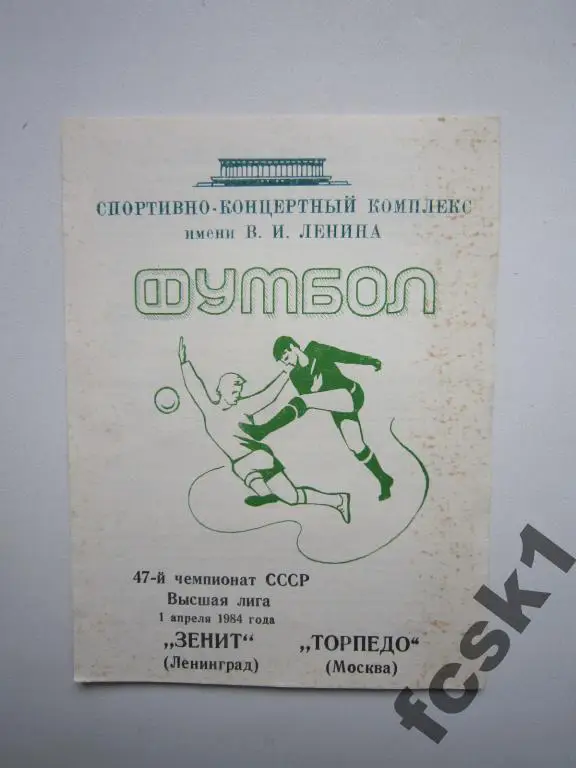 СПОРТИВНО-КОНЦЕРТНЫЙ КОМПЛЕКС
имени В. И. ЛЕНИНА
ФУТБОЛ
47-й чемпионат СССР
Высшая лига
1 апреля 1984 года
„ЗЕНИТ" „ТОРПЕДО"
(Ленинград) (Москва)
fcsk1